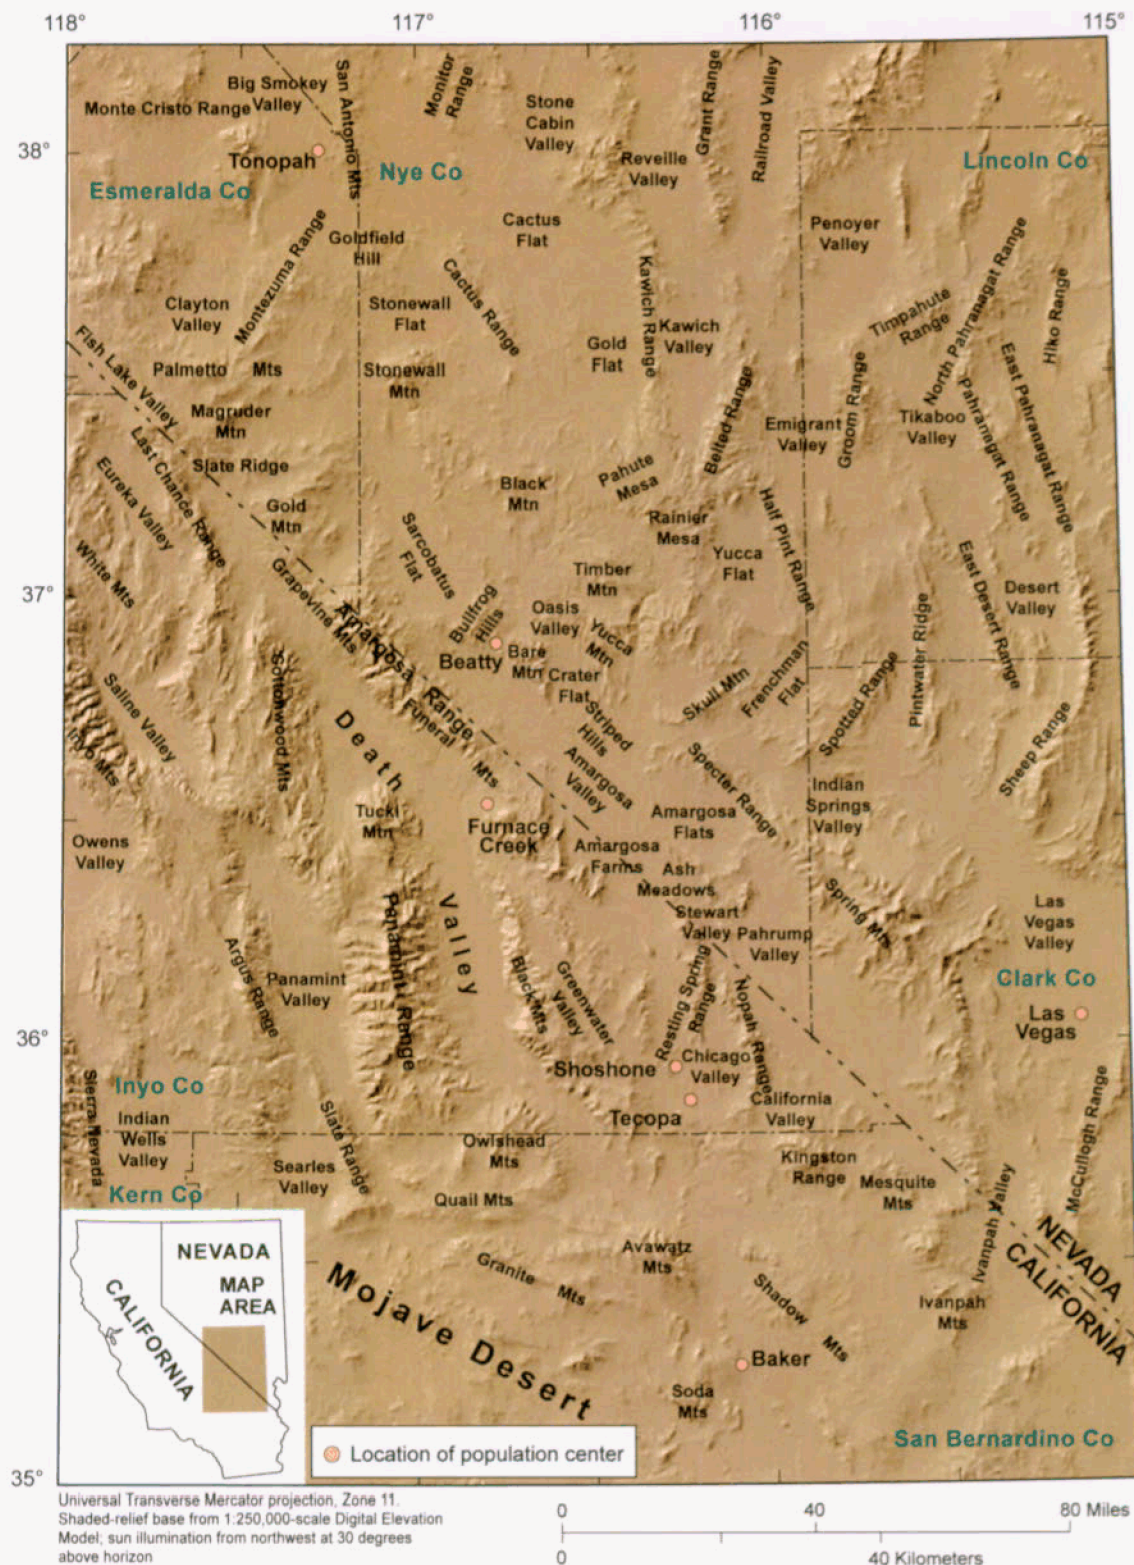 118°
117°
116°
115°
Big Smokey
Valley
Monte Cristo Range
San Antonio Mts
Monitor
Range
Stone
Cabin
Valley
Grant Range
Railroad Valley
38°
Tonopah
Nye Co
Reveille
Valley
Lincoln Co
Esmeralda Co
Montezuma Range
Goldfield
Hill
Cactus
Flat
Penoyer
Valley
Clayton
Valley
Stonewall
Flat
Cactus Range
Kawich Range
Kawich
Valley
Gold
Flat
Timpahute
Range
North Pahranagat Range
Hiko Range
Fish Lake Valley
Palmetto Mts
Stonewall
Mtn
Magruder
Mtn
Belted Range
Emigrant
Valley
Groom Range
Tikaboo
Valley
Pahranagat Range
East Pahranagat Range
Last Chance Range
Slate Ridge
Eureka Valley
Gold
Mtn
Black
Mtn
Pahute
Mesa
Rainier
Mesa
Half Pint Range
Sarcobatus
Flat
Yucca
Flat
White Mts
Timber
Mtn
East Desert Range
Desert
Valley
37°
Grapevine Mts
Amargosa Range
Bullfrog
Hills
Oasis
Valley
Yucca
Mtn
Beatty
Bare
Mtn
Crater
Flat
Skull Mtn
Frenchman
Flat
Spotted Range
Pintwater Ridge
Saline Valley
Cottonwood Mts
Death
Valley
Funeral Mts
Striped
Hills
Inyo Mts
Amargosa
Valley
Specter Range
Indian
Springs
Valley
Sheep Range
Tucki
Mtn
Furnace
Creek
Amargosa
Flats
Owens
Valley
Amargosa
Farms
Ash
Meadows
Stewart
Valley
Pahrump
Valley
Spring Mts
Las
Vegas
Valley
Panamint Range
Argus Range
Panamint
Valley
Black Mts
Greenwater
Valley
Resting Spring
Range
Nopah Range
Clark Co
Las
Vegas
36°
Shoshone
Chicago
Valley
Inyo Co
Sierra Nevada
Indian
Wells
Valley
Tecopa
California
Valley
McCullogh Range
Slate Range
Owlshead
Mts
Searles
Valley
Kingston
Range
Mesquite
Mts
Kern Co
Quail Mts
Ivanpah Valley
NEVADA
CALIFORNIA
Avawatz
Mts
Granite Mts
Shadow Mts
Ivanpah
Mts
Mojave Desert
Baker
Soda
Mts
San Bernardino Co
NEVADA
MAP
AREA
CALIFORNIA
Location of population center
35°
Universal Transverse Mercator projection, Zone 11.
Shaded-relief base from 1:250,000-scale Digital Elevation
Model; sun illumination from northwest at 30 degrees
above horizon
0 40 80 Miles
0 40 Kilometers